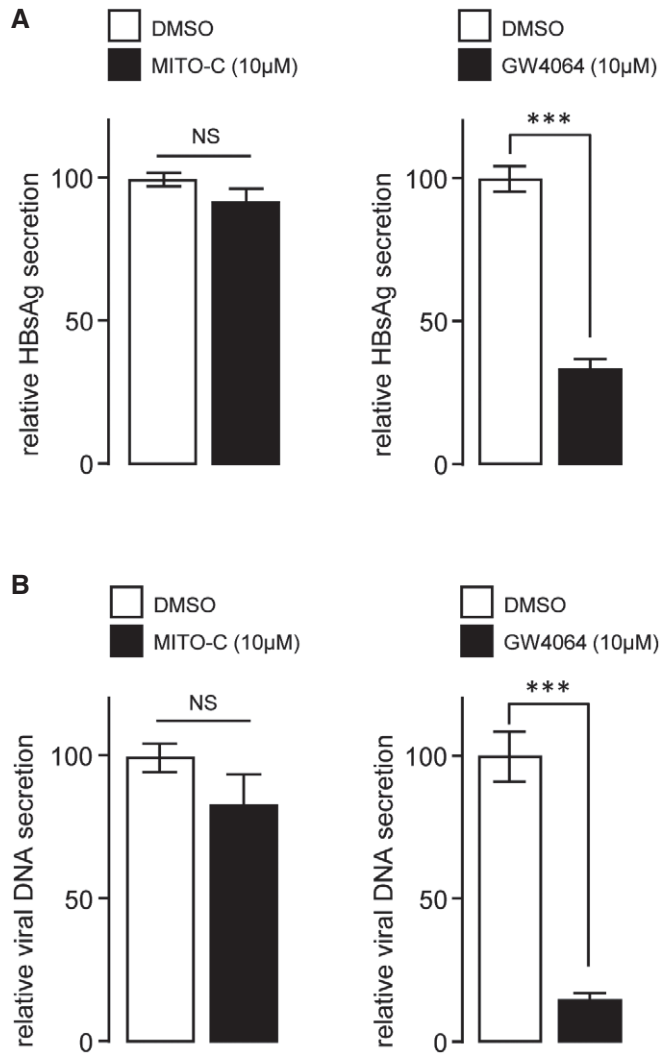 A
DMSO
MITO-C (10µM)
DMSO
GW4064 (10µM)
relative HBsAg secretion
100
50
0
NS
relative HBsAg secretion
100
50
0
***
B
DMSO
MITO-C (10µM)
DMSO
GW4064 (10µM)
relative viral DNA secretion
100
50
0
NS
relative viral DNA secretion
100
50
0
***